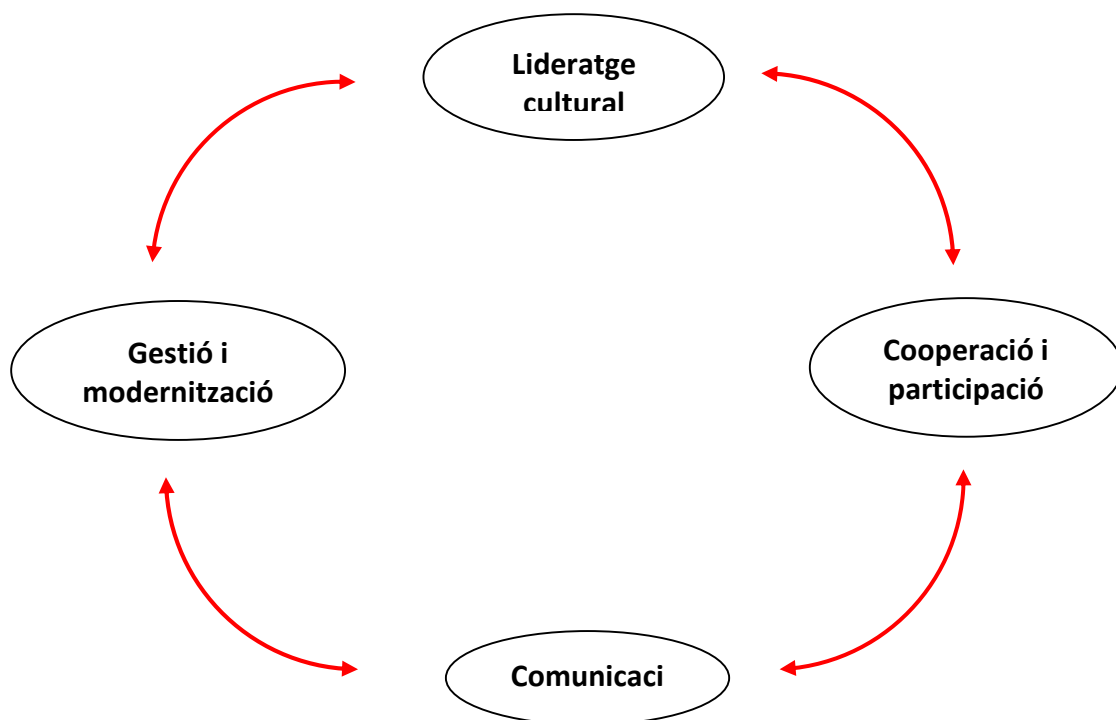 Lideratge
cultural
Gestió i
modernització
Cooperació i
participació
Comunicaci